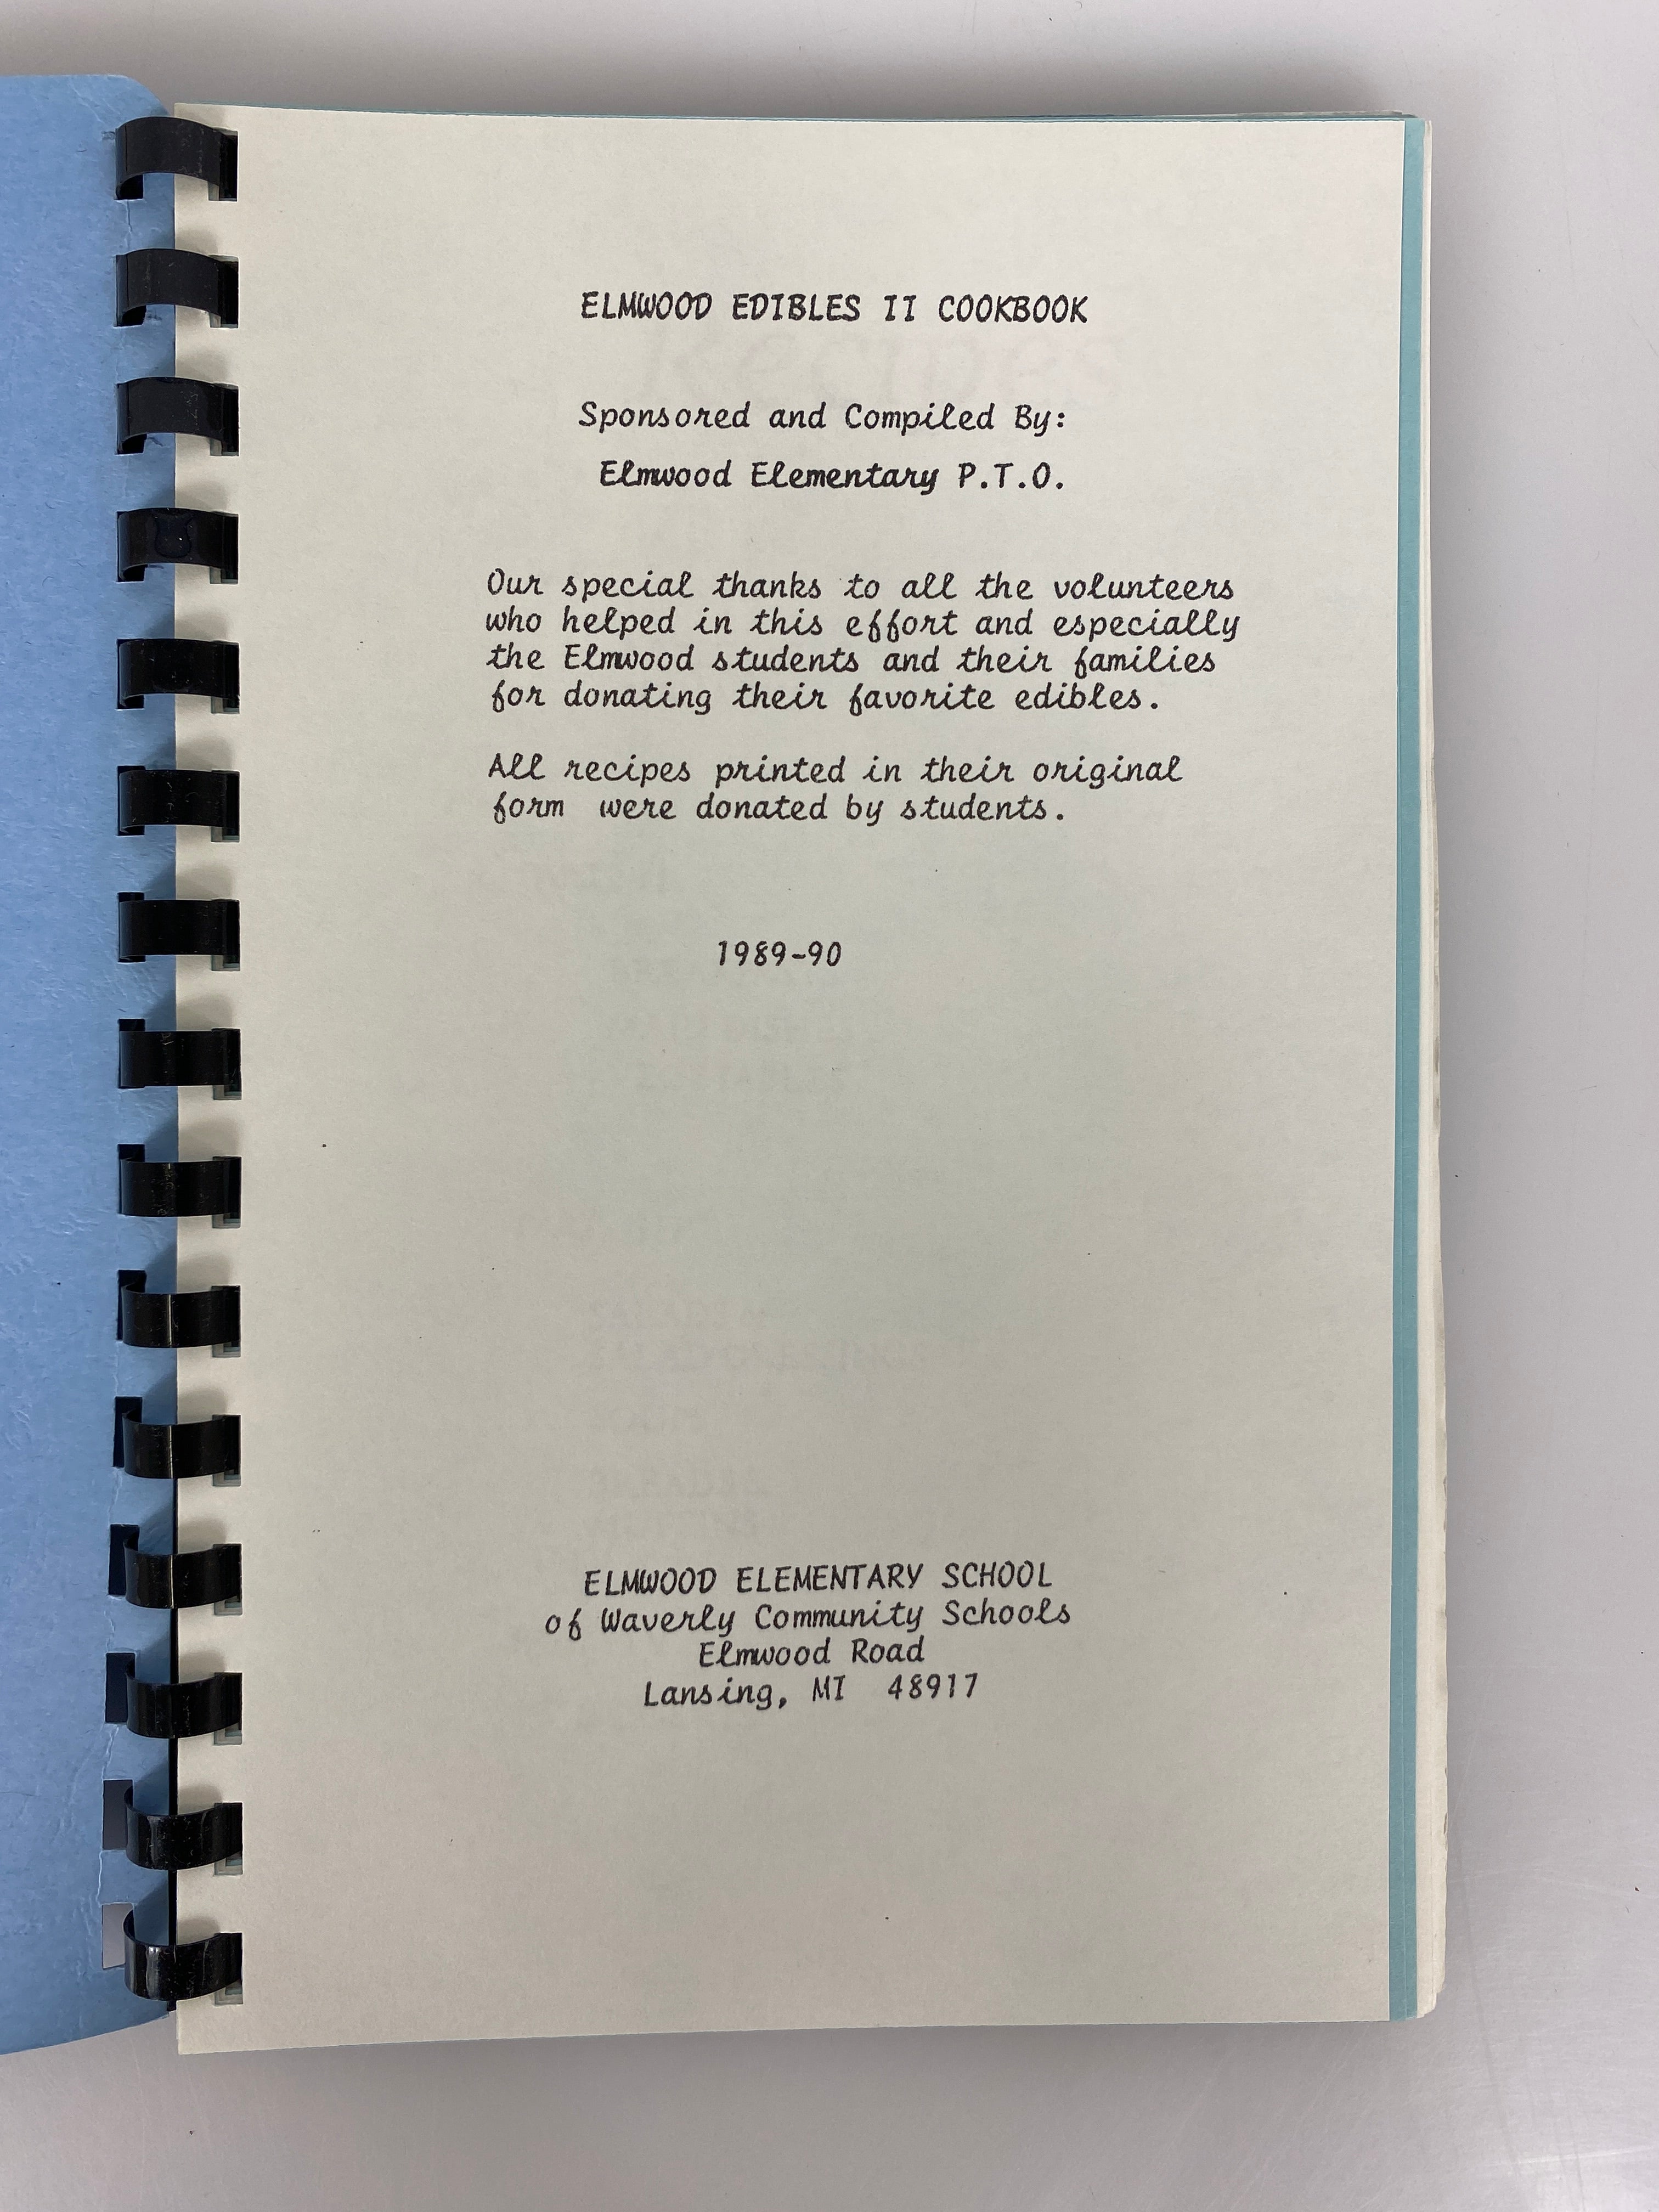 ELMWOOD EDIBLES II COOKBOOK
Sponsored and Compiled By:
Elmwood Elementary P.T.O.
Our special thanks to all the volunteers
who helped in this effort and especially
the Elmwood students and their families
for donating their favorite edibles.
All recipes printed in their original
form were donated by students.
1989-90
ELMWOOD ELEMENTARY SCHOOL
of Waverly Community Schools
Elmwood Road
Lansing, MI 48917